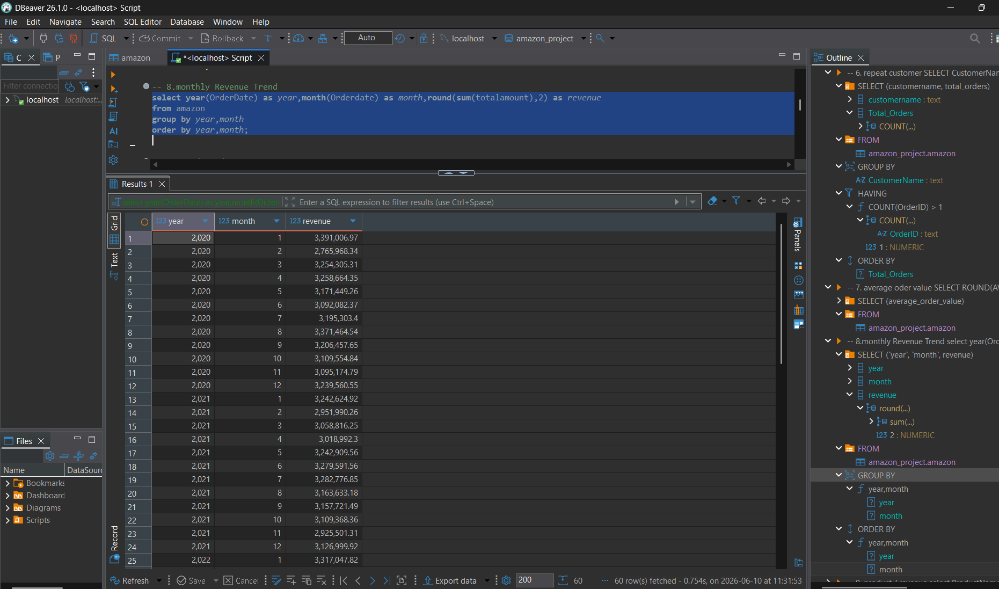 DBeaver 26.1.0 - <localhost> Script
File Edit Navigate Search SQL Editor Database Window Help
SQL Commit Rollback T Auto localhost amazon_project
C P
amazon *<localhost> Script
Outline
Filter connectio
localhost localhost:...
AI
-- 8.monthly Revenue Trend
select year(OrderDate) as year,month(Orderdate) as month,round(sum(totalamount),2) as revenue
from amazon
group by year,month
order by year,month;
Results 1
select year(OrderDate) as year,month(Orderd Enter a SQL expression to filter results (use Ctrl+Space)
Grid
Text
Record
Panels
123 year 123 month 123 revenue
1 2,020 1 3,391,006.97
2 2,020 2 2,765,968.34
3 2,020 3 3,254,305.31
4 2,020 4 3,258,664.35
5 2,020 5 3,171,449.26
6 2,020 6 3,092,082.37
7 2,020 7 3,195,303.4
8 2,020 8 3,371,464.54
9 2,020 9 3,206,457.65
10 2,020 10 3,109,554.84
11 2,020 11 3,095,174.79
12 2,020 12 3,239,560.55
13 2,021 1 3,242,624.92
14 2,021 2 2,951,990.26
15 2,021 3 3,058,816.25
16 2,021 4 3,018,992.3
17 2,021 5 3,242,909.56
18 2,021 6 3,279,591.56
19 2,021 7 3,282,776.85
20 2,021 8 3,163,633.18
21 2,021 9 3,157,721.49
22 2,021 10 3,109,368.36
23 2,021 11 2,925,501.31
24 2,021 12 3,126,999.92
25 2,022 1 3,317,047.82
Refresh Save Cancel Export data 200 60 ... 60 row(s) fetched - 0.754s, on 2026-06-10 at 11:31:53
Files
Name DataSourc
Bookmarks
Dashboard
Diagrams
Scripts
-- 6. repeat customer SELECT CustomerNam
SELECT (customername, total_orders)
customername : text
Total_Orders
COUNT(...)
FROM
amazon_project.amazon
GROUP BY
A-Z CustomerName : text
HAVING
COUNT(OrderID) > 1
COUNT(...)
A-Z OrderID : text
123 1 : NUMERIC
ORDER BY
Total_Orders
-- 7. average oder value SELECT ROUND(AV
SELECT (average_order_value)
FROM
amazon_project.amazon
-- 8.monthly Revenue Trend select year(Ord
SELECT (`year`, `month`, revenue)
year
month
revenue
round(...)
sum(...)
123 2 : NUMERIC
FROM
amazon_project.amazon
GROUP BY
year,month
year
month
ORDER BY
year,month
year
month